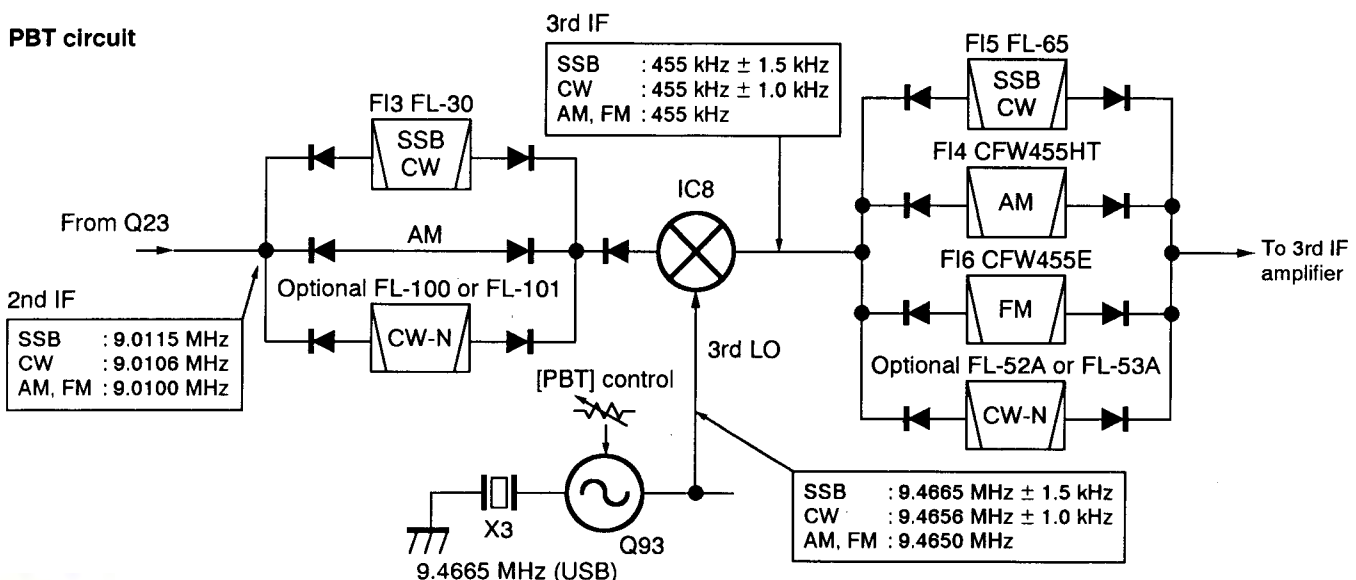 PBT circuit
3rd IF
SSB : 455 kHz ± 1.5 kHz
CW : 455 kHz ± 1.0 kHz
AM, FM : 455 kHz
FI5 FL-65
SSB
CW
FI3 FL-30
SSB
CW
FI4 CFW455HT
AM
IC8
From Q23
AM
To 3rd IF
amplifier
FI6 CFW455E
FM
Optional FL-100 or FL-101
CW-N
2nd IF
SSB : 9.0115 MHz
CW : 9.0106 MHz
AM, FM : 9.0100 MHz
3rd LO
Optional FL-52A or FL-53A
CW-N
[PBT] control
X3
Q93
9.4665 MHz (USB)
SSB : 9.4665 MHz ± 1.5 kHz
CW : 9.4656 MHz ± 1.0 kHz
AM, FM : 9.4650 MHz